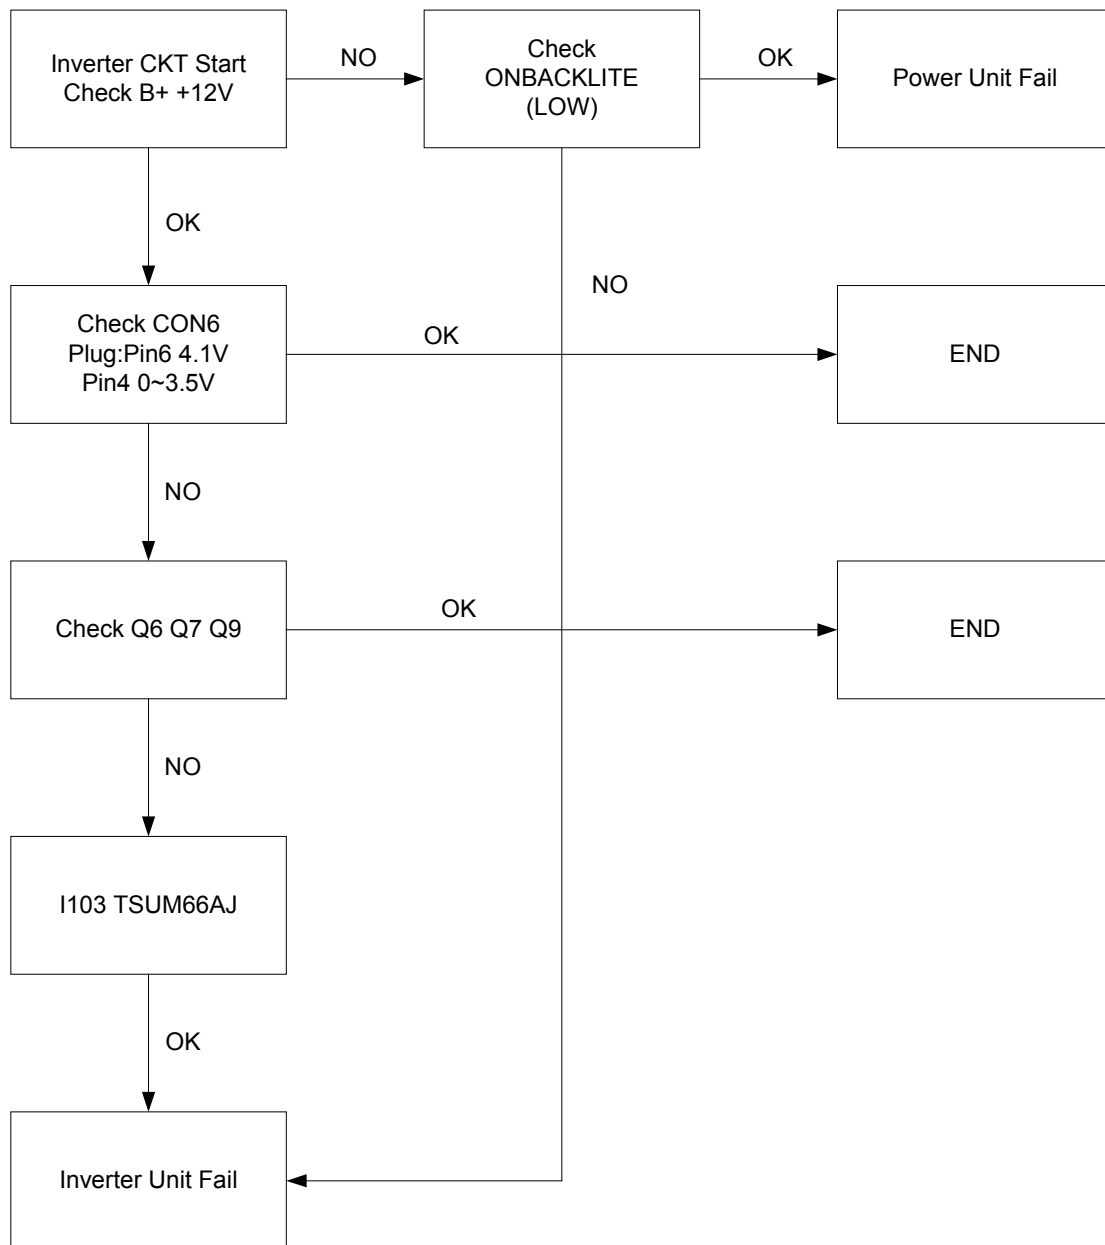 Inverter CKT Start
Check B+ +12V
NO
Check
ONBACKLITE
(LOW)
OK
Power Unit Fail
OK
NO
Check CON6
Plug:Pin6 4.1V
Pin4 0~3.5V
OK
END
NO
Check Q6 Q7 Q9
OK
END
NO
I103 TSUM66AJ
OK
Inverter Unit Fail